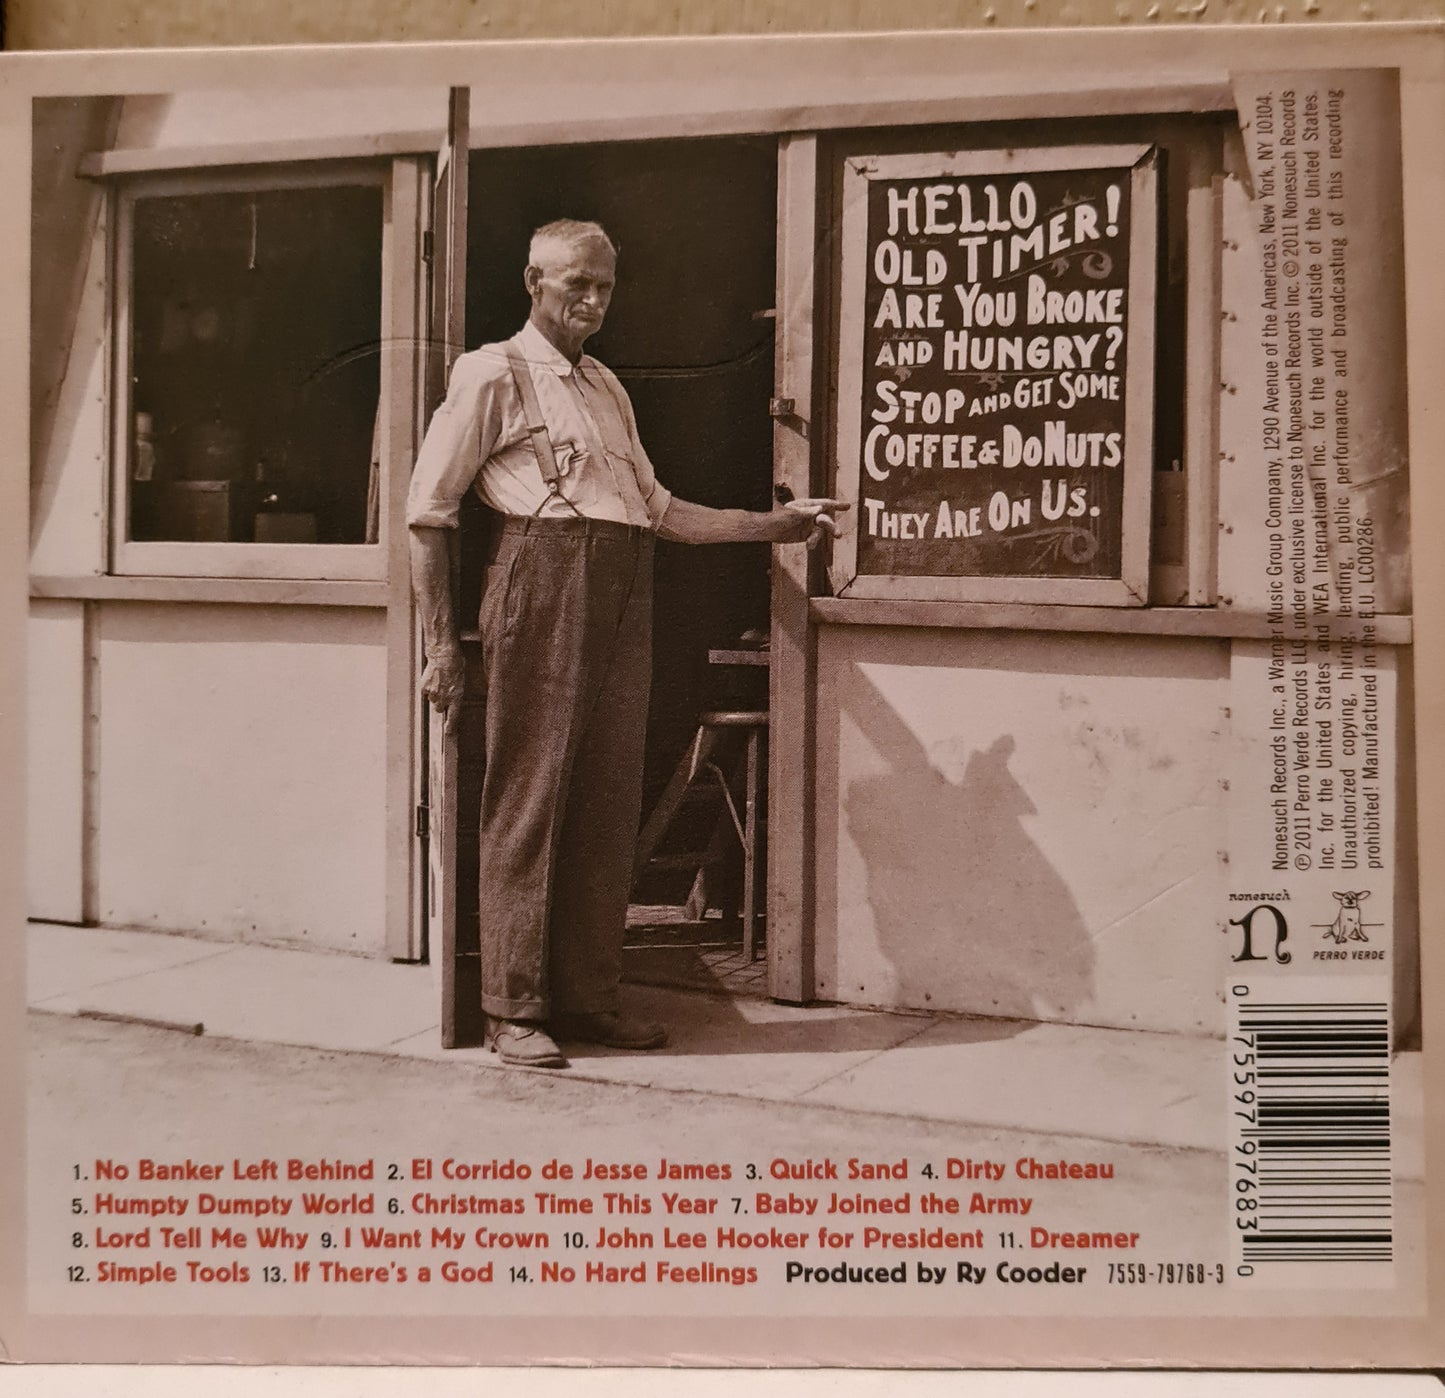 HELLO
OLD TIMER!
ARE YOU BROKE
AND HUNGRY?
STOP AND GET SOME
COFFEE & DONUTS
THEY ARE ON US.
Nonesuch Records Inc., a Warner Music Group Company, 1290 Avenue of the Americas, New York, NY 10104.
℗ 2011 Perro Verde Records LLC, under exclusive license to Nonesuch Records Inc. © 2011 Nonesuch Records
Inc. for the United States and WEA International Inc. for the world outside of the United States.
Unauthorized copying, hiring, lending, public performance and broadcasting of this recording
prohibited! Manufactured in the E.U. LC00286
nonesuch
n
PERRO VERDE
0 75597 97683 0
1. No Banker Left Behind 2. El Corrido de Jesse James 3. Quick Sand 4. Dirty Chateau
5. Humpty Dumpty World 6. Christmas Time This Year 7. Baby Joined the Army
8. Lord Tell Me Why 9. I Want My Crown 10. John Lee Hooker for President 11. Dreamer
12. Simple Tools 13. If There's a God 14. No Hard Feelings Produced by Ry Cooder 7559-79768-3